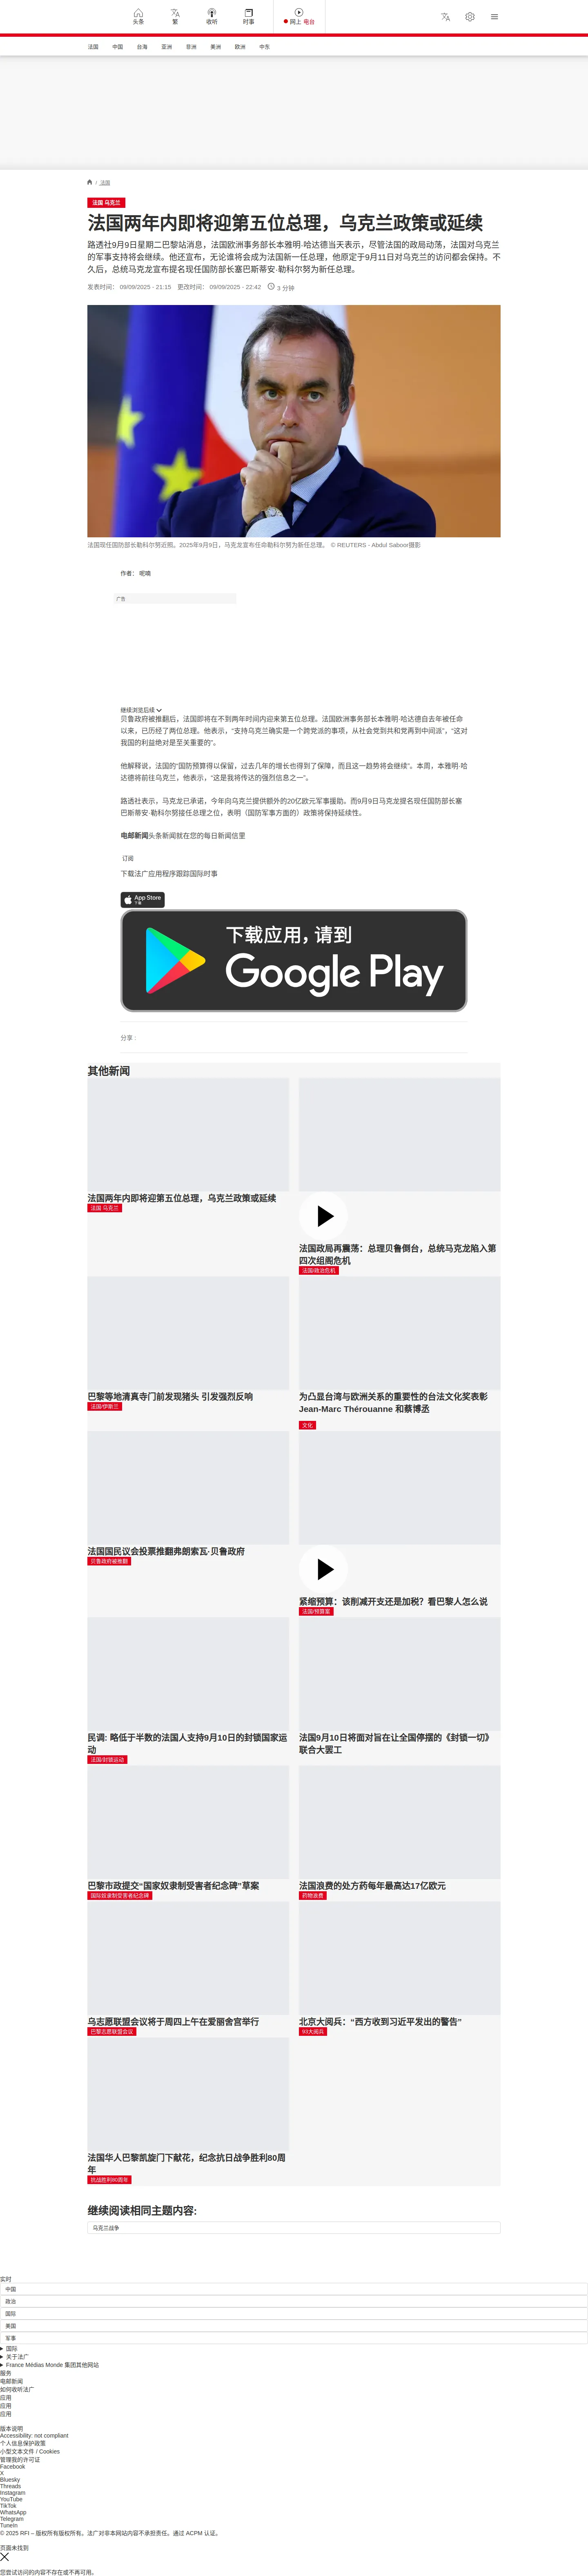 头条
繁
收听
时事
网上 电台
法国
中国
台海
亚洲
非洲
美洲
欧洲
中东
/ 法国
法国 乌克兰
法国两年内即将迎第五位总理，乌克兰政策或延续
路透社9月9日星期二巴黎站消息，法国欧洲事务部长本雅明·哈达德当天表示，尽管法国的政局动荡，法国对乌克兰
的军事支持将会继续。他还宣布，无论谁将会成为法国新一任总理，他原定于9月11日对乌克兰的访问都会保持。不
久后，总统马克龙宣布提名现任国防部长塞巴斯蒂安·勒科尔努为新任总理。
发表时间： 09/09/2025 - 21:15 更改时间： 09/09/2025 - 22:42 3 分钟
法国现任国防部长勒科尔努近照。2025年9月9日，马克龙宣布任命勒科尔努为新任总理。 © REUTERS - Abdul Saboor摄影
作者： 呢喃
广告
继续浏览后续
贝鲁政府被推翻后，法国即将在不到两年时间内迎来第五位总理。法国欧洲事务部长本雅明·哈达德自去年被任命
以来，已历经了两位总理。他表示，“支持乌克兰确实是一个跨党派的事项，从社会党到共和党再到中间派”，“这对
我国的利益绝对是至关重要的”。
他解释说，法国的“国防预算得以保留，过去几年的增长也得到了保障，而且这一趋势将会继续”。本周，本雅明·哈
达德将前往乌克兰，他表示，“这是我将传达的强烈信息之一”。
路透社表示，马克龙已承诺，今年向乌克兰提供额外的20亿欧元军事援助。而9月9日马克龙提名现任国防部长塞
巴斯蒂安·勒科尔努接任总理之位，表明（国防军事方面的）政策将保持延续性。
电邮新闻头条新闻就在您的每日新闻信里
订阅
下载法广应用程序跟踪国际时事
App Store
下载
下载应用，请到
Google Play
分享 :
其他新闻
法国两年内即将迎第五位总理，乌克兰政策或延续
法国 乌克兰
法国政局再震荡：总理贝鲁倒台，总统马克龙陷入第
四次组阁危机
法国/政治危机
巴黎等地清真寺门前发现猪头 引发强烈反响
法国/伊斯兰
为凸显台湾与欧洲关系的重要性的台法文化奖表彰
Jean-Marc Thérouanne 和蔡博丞
文化
法国国民议会投票推翻弗朗索瓦·贝鲁政府
贝鲁政府被推翻
紧缩预算：该削减开支还是加税？看巴黎人怎么说
法国/预算案
民调: 略低于半数的法国人支持9月10日的封锁国家运
动
法国/封锁运动
法国9月10日将面对旨在让全国停摆的《封锁一切》
联合大罢工
巴黎市政提交“国家奴隶制受害者纪念碑”草案
国际奴隶制受害者纪念碑
法国浪费的处方药每年最高达17亿欧元
药物浪费
乌志愿联盟会议将于周四上午在爱丽舍宫举行
巴黎志愿联盟会议
北京大阅兵：“西方收到习近平发出的警告”
93大阅兵
法国华人巴黎凯旋门下献花，纪念抗日战争胜利80周
年
抗战胜利80周年
继续阅读相同主题内容:
乌克兰战争
实时
中国
政治
国际
美国
军事
国际
关于法广
France Médias Monde 集团其他网站
服务
电邮新闻
如何收听法广
应用
应用
应用
版本说明
Accessibility: not compliant
个人信息保护政策
小型文本文件 / Cookies
管理我的许可证
Facebook
X
Bluesky
Threads
Instagram
YouTube
TikTok
WhatsApp
Telegram
TuneIn
© 2025 RFI – 版权所有版权所有。法广对非本网站内容不承担责任。通过 ACPM 认证。
页面未找到
您尝试访问的内容不存在或不再可用。